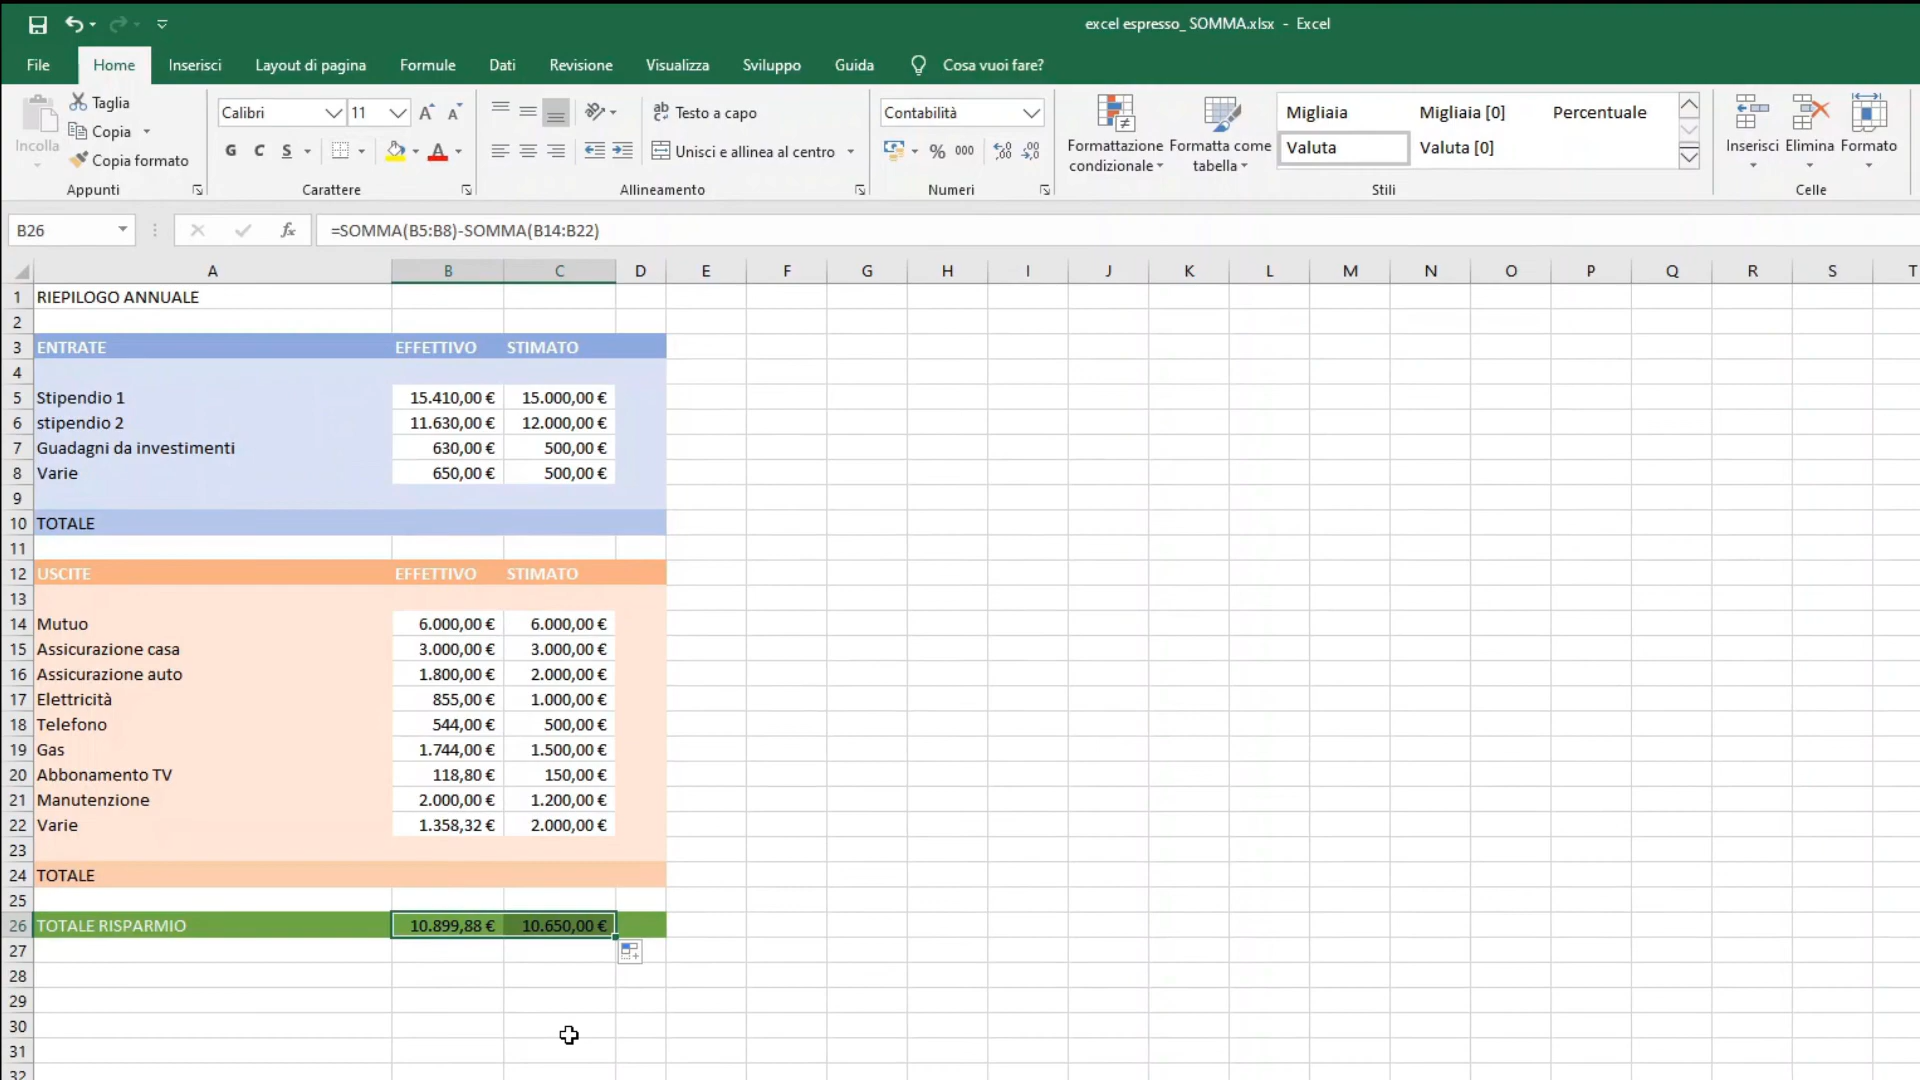 excel espresso_ SOMMA.xlsx - Excel
File Home Inserisci Layout di pagina Formule Dati Revisione Visualizza Sviluppo Guida Cosa vuoi fare?
Incolla
Taglia
Copia
Copia formato
Appunti
Calibri 11
G C S
Carattere
Testo a capo
Unisci e allinea al centro
Allineamento
Contabilità
% 000
Numeri
Formattazione condizionale
Formatta come tabella
Migliaia Migliaia [0] Percentuale
Valuta Valuta [0]
Stili
Inserisci Elimina Formato
Celle
B26 fx =SOMMA(B5:B8)-SOMMA(B14:B22)
A B C D E F G H I J K L M N O P Q R S T
1 RIEPILOGO ANNUALE
2
3 ENTRATE EFFETTIVO STIMATO
4
5 Stipendio 1 15.410,00 € 15.000,00 €
6 stipendio 2 11.630,00 € 12.000,00 €
7 Guadagni da investimenti 630,00 € 500,00 €
8 Varie 650,00 € 500,00 €
9
10 TOTALE
11
12 USCITE EFFETTIVO STIMATO
13
14 Mutuo 6.000,00 € 6.000,00 €
15 Assicurazione casa 3.000,00 € 3.000,00 €
16 Assicurazione auto 1.800,00 € 2.000,00 €
17 Elettricità 855,00 € 1.000,00 €
18 Telefono 544,00 € 500,00 €
19 Gas 1.744,00 € 1.500,00 €
20 Abbonamento TV 118,80 € 150,00 €
21 Manutenzione 2.000,00 € 1.200,00 €
22 Varie 1.358,32 € 2.000,00 €
23
24 TOTALE
25
26 TOTALE RISPARMIO 10.899,88 € 10.650,00 €
27
28
29
30
31
32